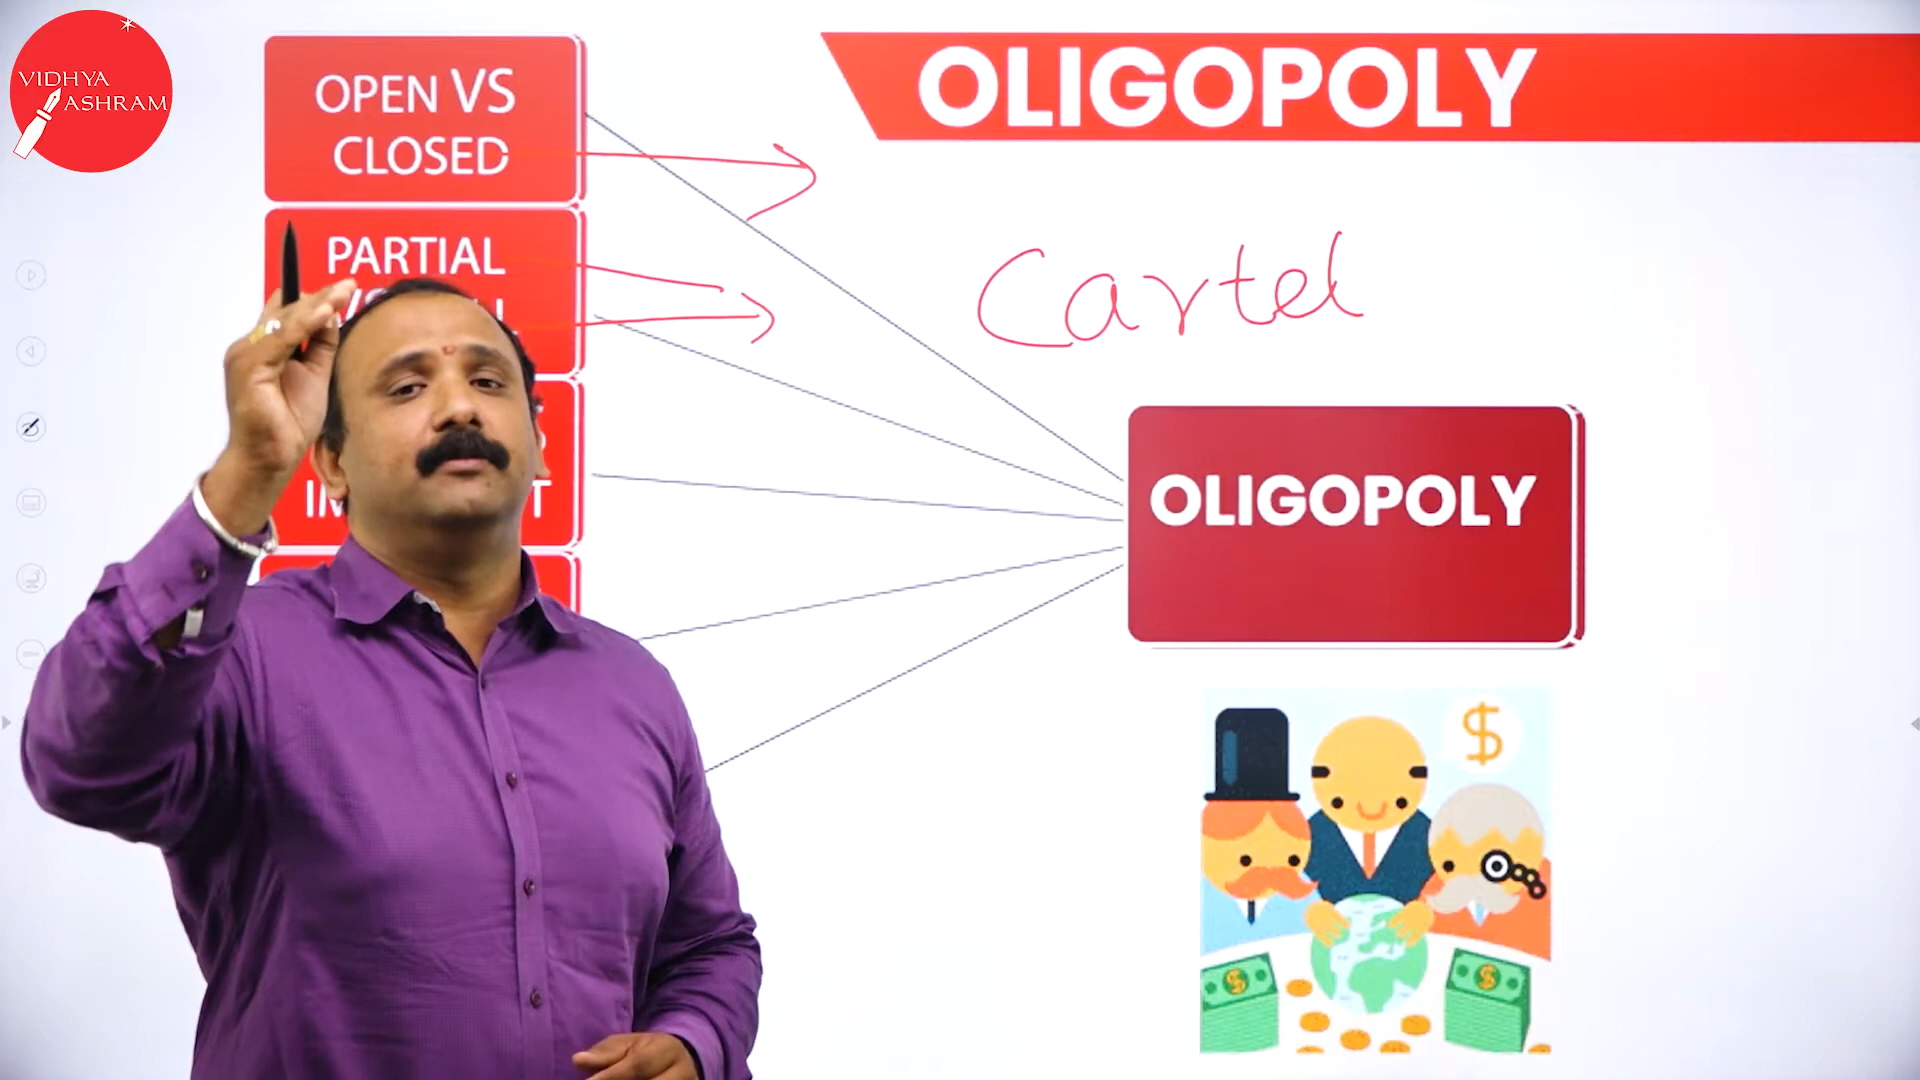 VIDHYA
ASHRAM
OPEN VS
CLOSED
OLIGOPOLY
PARTIAL
Cartel
OLIGOPOLY
$
$
$